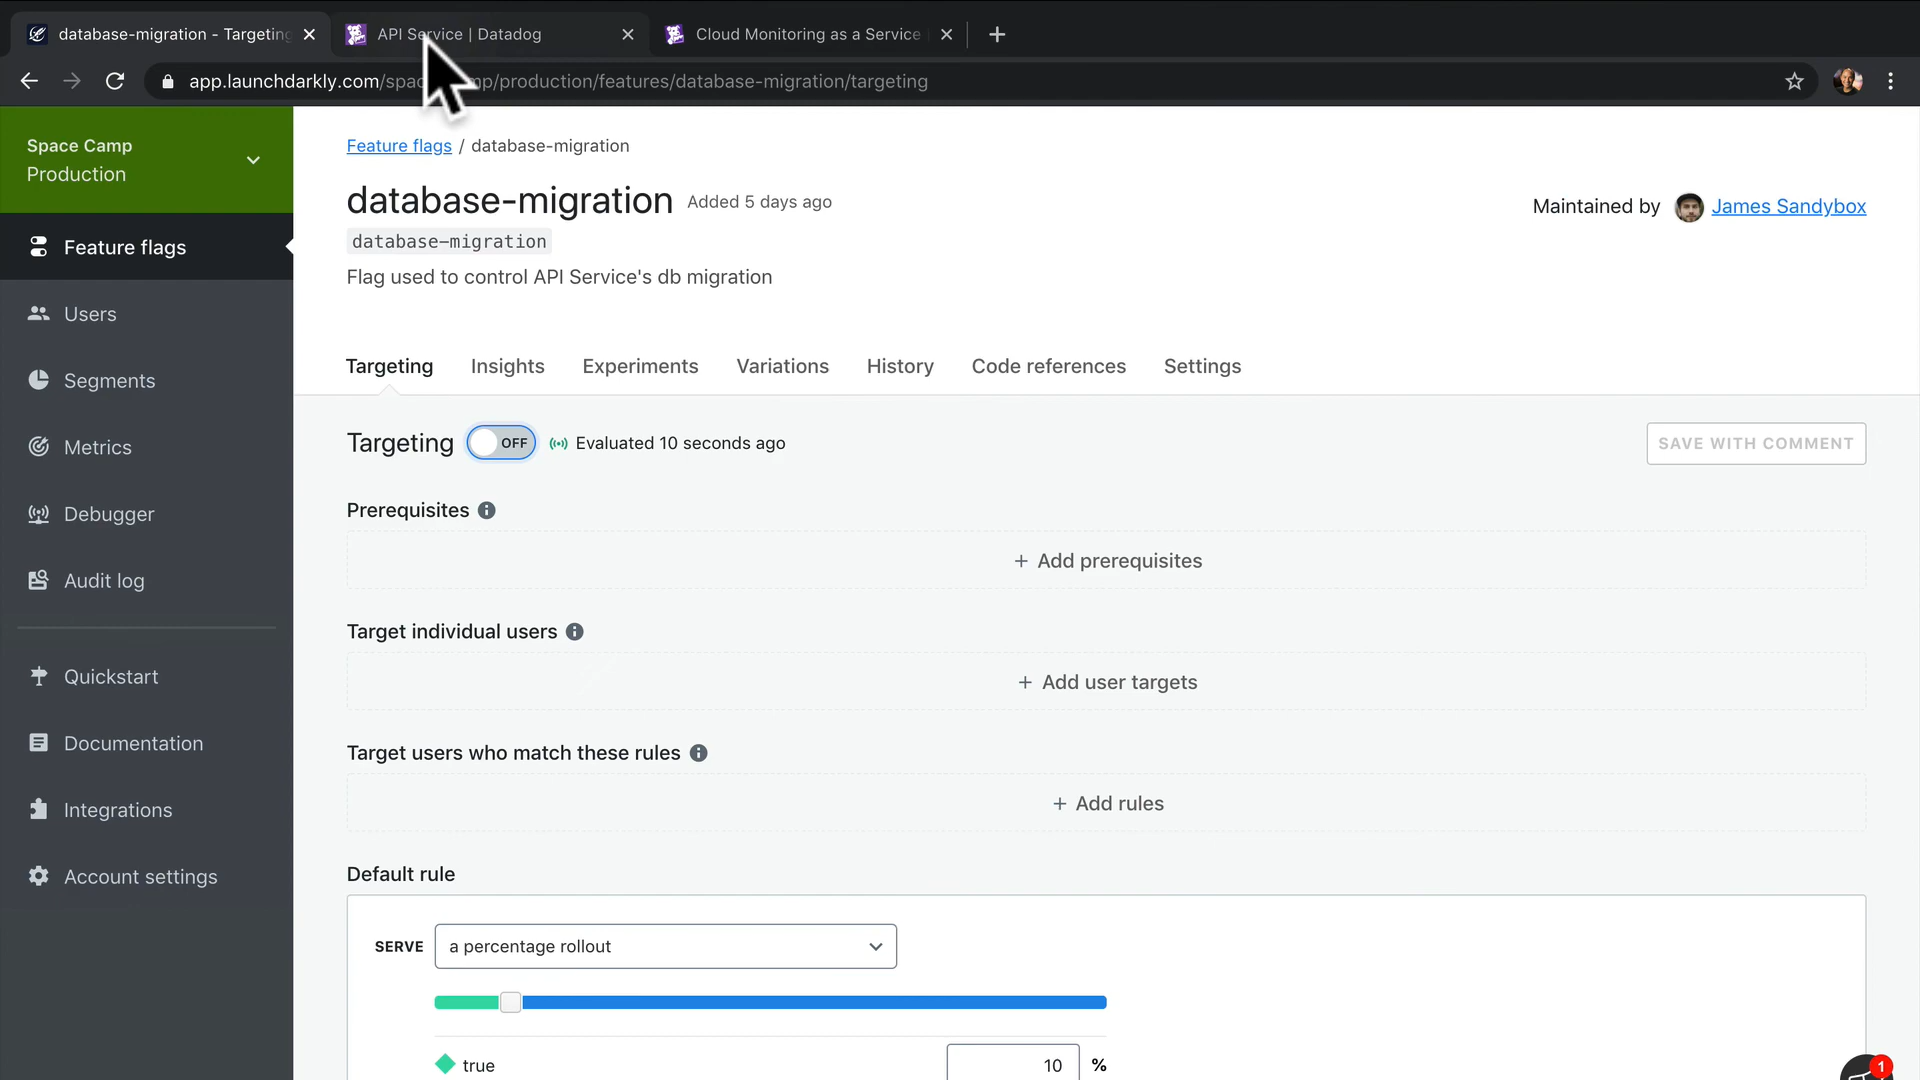 database-migration - Targeting
API Service | Datadog
Cloud Monitoring as a Service
app.launchdarkly.com/spac mp/production/features/database-migration/targeting
Space Camp
Production
Feature flags
Users
Segments
Metrics
Debugger
Audit log
Quickstart
Documentation
Integrations
Account settings
Feature flags / database-migration
database-migration Added 5 days ago
Maintained by James Sandybox
database-migration
Flag used to control API Service's db migration
Targeting Insights Experiments Variations History Code references Settings
Targeting OFF Evaluated 10 seconds ago
SAVE WITH COMMENT
Prerequisites
+ Add prerequisites
Target individual users
+ Add user targets
Target users who match these rules
+ Add rules
Default rule
SERVE a percentage rollout
true 10 %
1